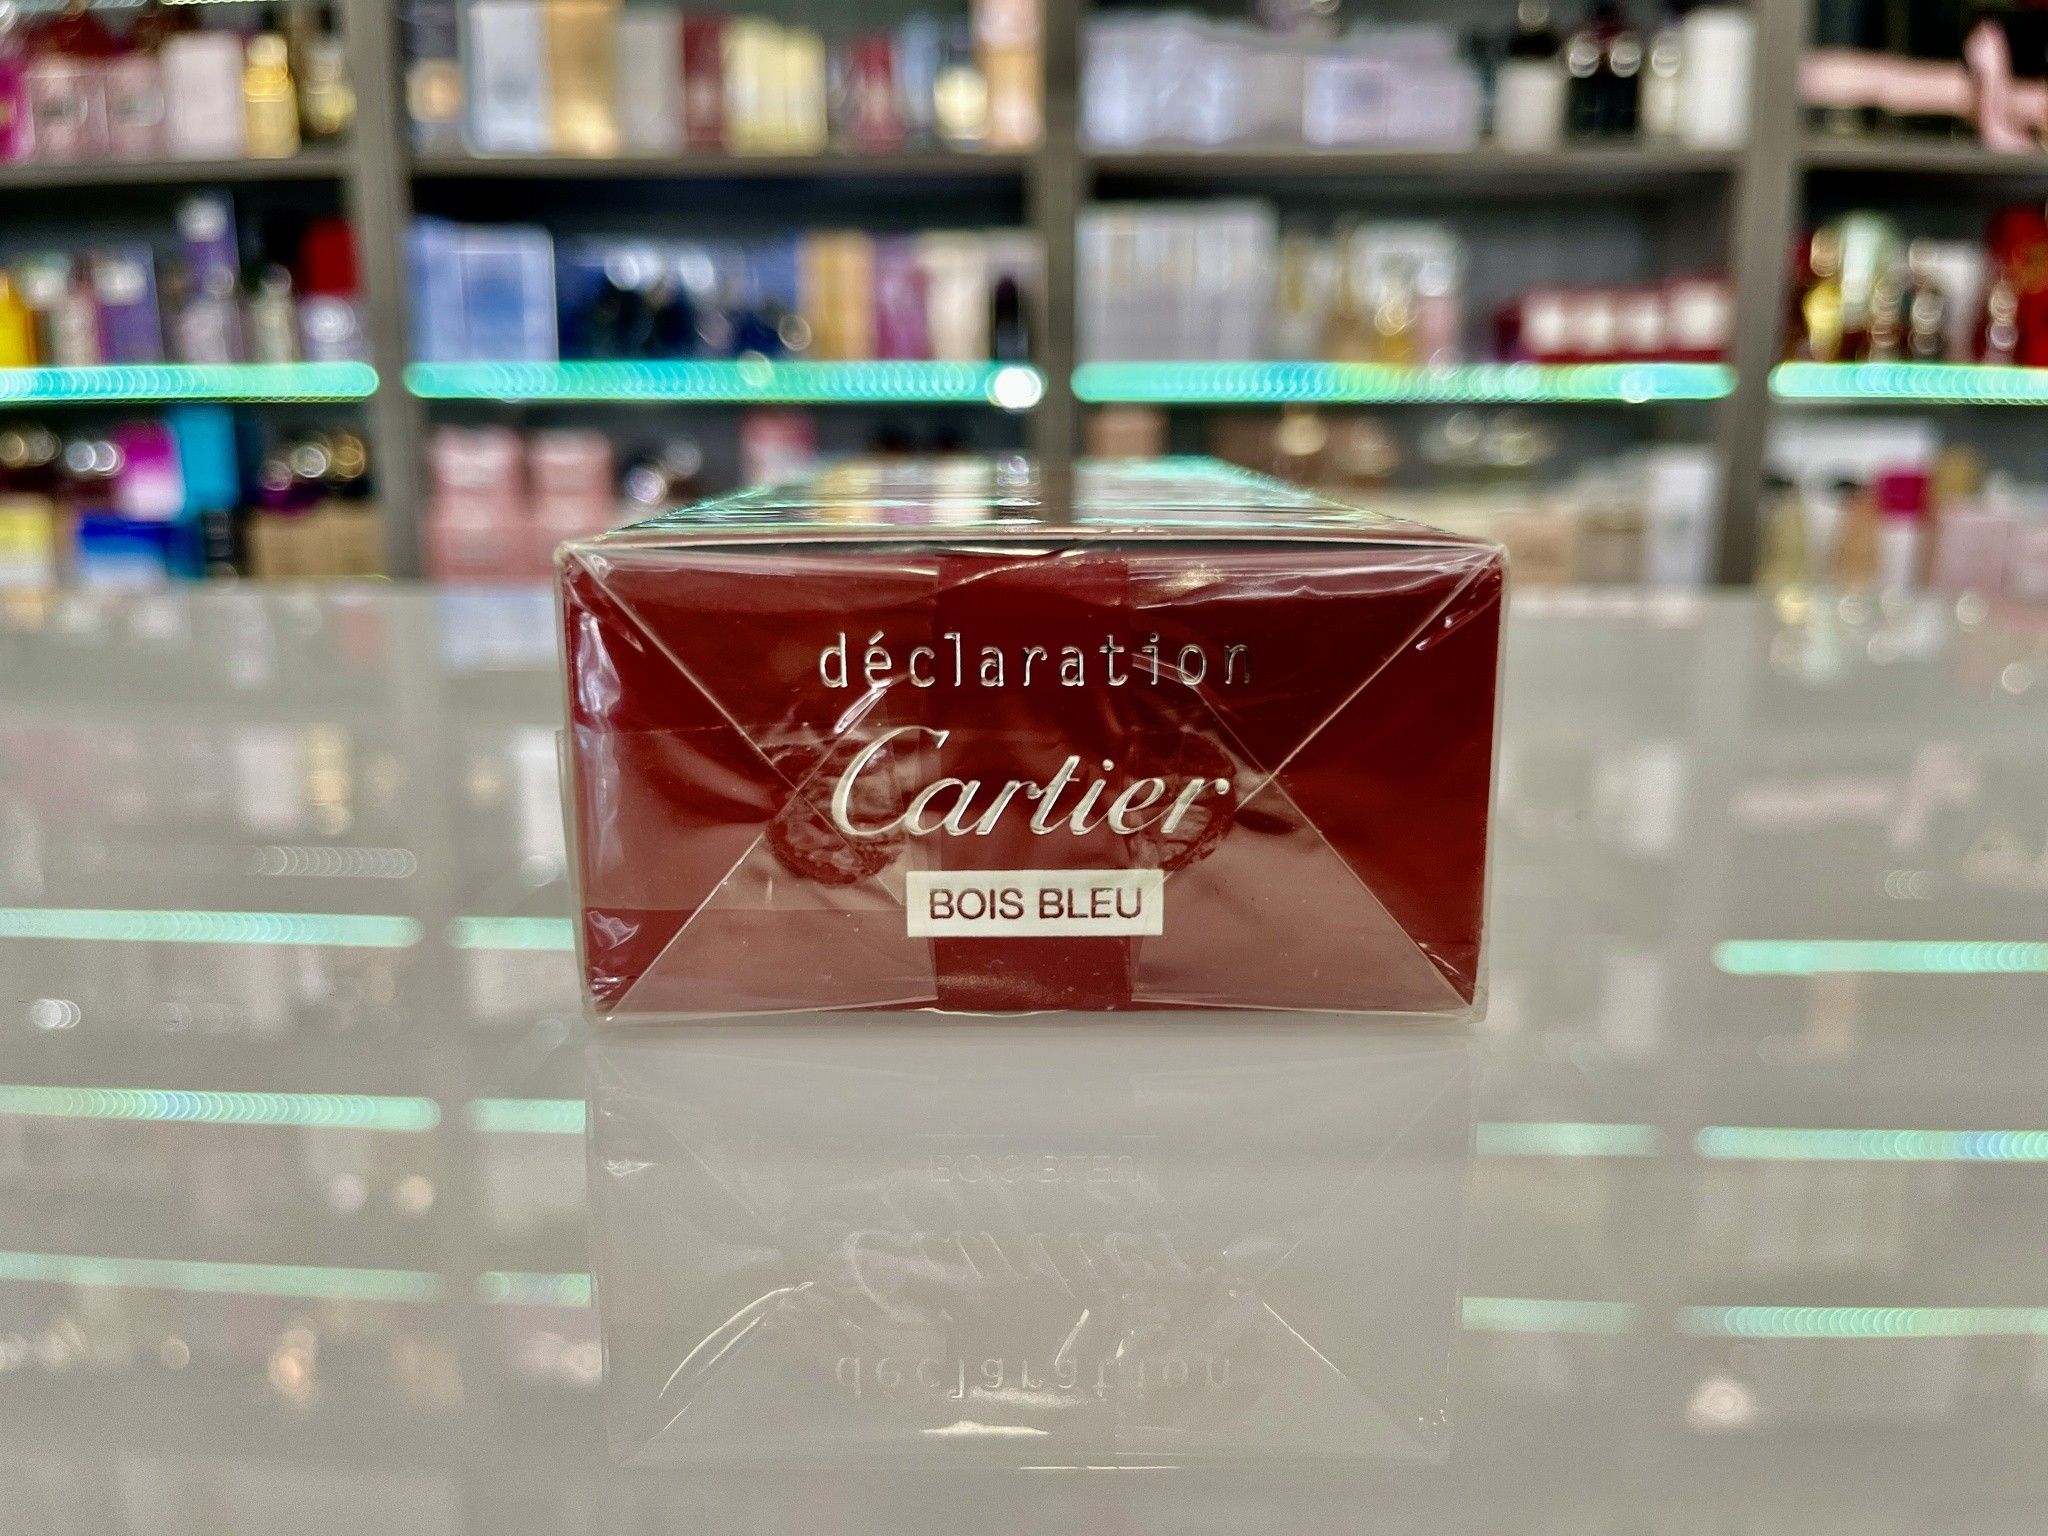 déclaration
Cartier
BOIS BLEU